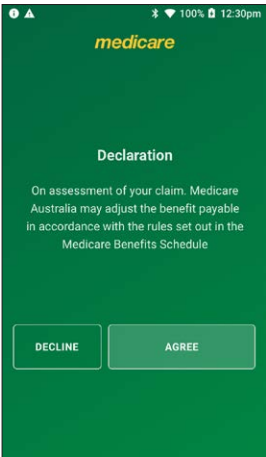 100% 12:30pm
medicare
Declaration
On assessment of your claim. Medicare
Australia may adjust the benefit payable
in accordance with the rules set out in the
Medicare Benefits Schedule
DECLINE AGREE